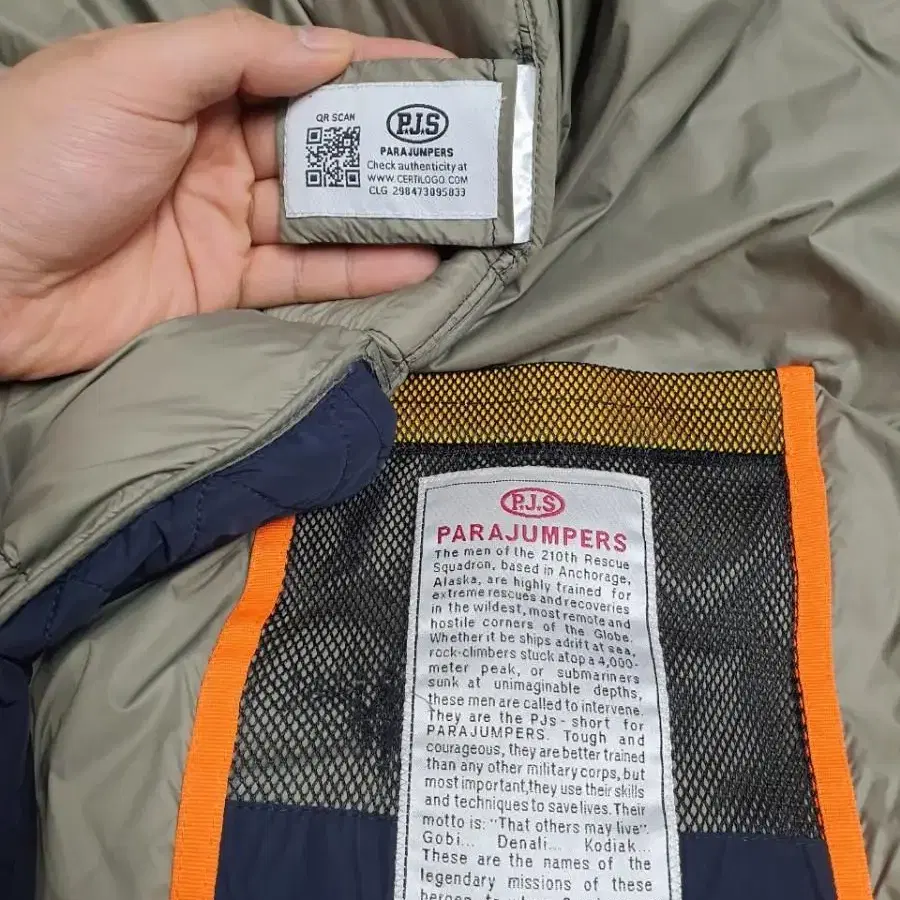 QR SCAN
P.J.S
PARAJUMPERS
Check authenticity at
WWW.CERTILOGO.COM
CLG 298473095833
P.J.S
PARAJUMPERS
The men of the 210th Rescue
Squadron, based in Anchorage,
Alaska, are highly trained for
extreme rescues and recoveries
in the wildest, most remote and
hostile corners of the Globe.
Whether it be ships adrift at sea,
rock-climbers stuck atop a 4,000-
meter peak, or submariners
sunk at unimaginable depths,
these men are called to intervene.
They are the PJs - short for
PARAJUMPERS. Tough and
courageous, they are better trained
than any other military corps, but
most important, they use their skills
and techniques to save lives. Their
motto is: "That others may live".
Gobi... Denali... Kodiak...
These are the names of the
legendary missions of these